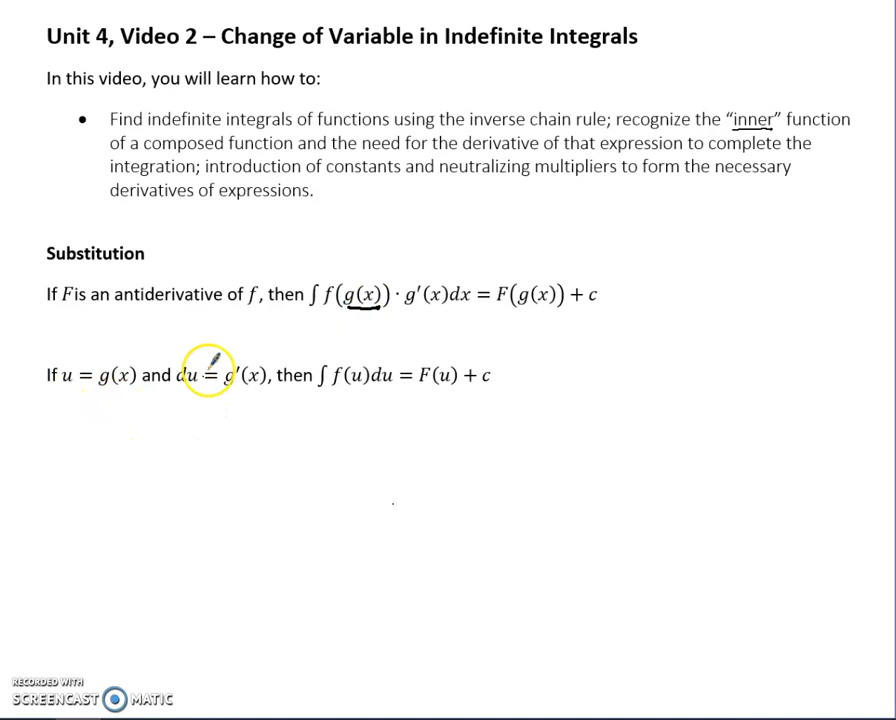 Unit 4, Video 2 – Change of Variable in Indefinite Integrals
In this video, you will learn how to:
• Find indefinite integrals of functions using the inverse chain rule; recognize the “inner” function
of a composed function and the need for the derivative of that expression to complete the
integration; introduction of constants and neutralizing multipliers to form the necessary
derivatives of expressions.
Substitution
If F is an antiderivative of f, then ∫ f(g(x)) · g′(x)dx = F(g(x)) + c
If u = g(x) and du = g′(x), then ∫ f(u)du = F(u) + c
RECORDED WITH
SCREENCAST MATIC